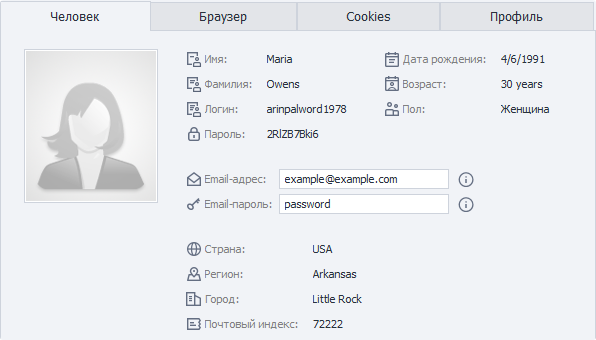 Человек Браузер Cookies Профиль
Имя: Maria Дата рождения: 4/6/1991
Фамилия: Owens Возраст: 30 years
Логин: arinpalword1978 Пол: Женщина
Пароль: 2RlZB7Bki6
Email-адрес: example@example.com
Email-пароль: password
Страна: USA
Регион: Arkansas
Город: Little Rock
Почтовый индекс: 72222